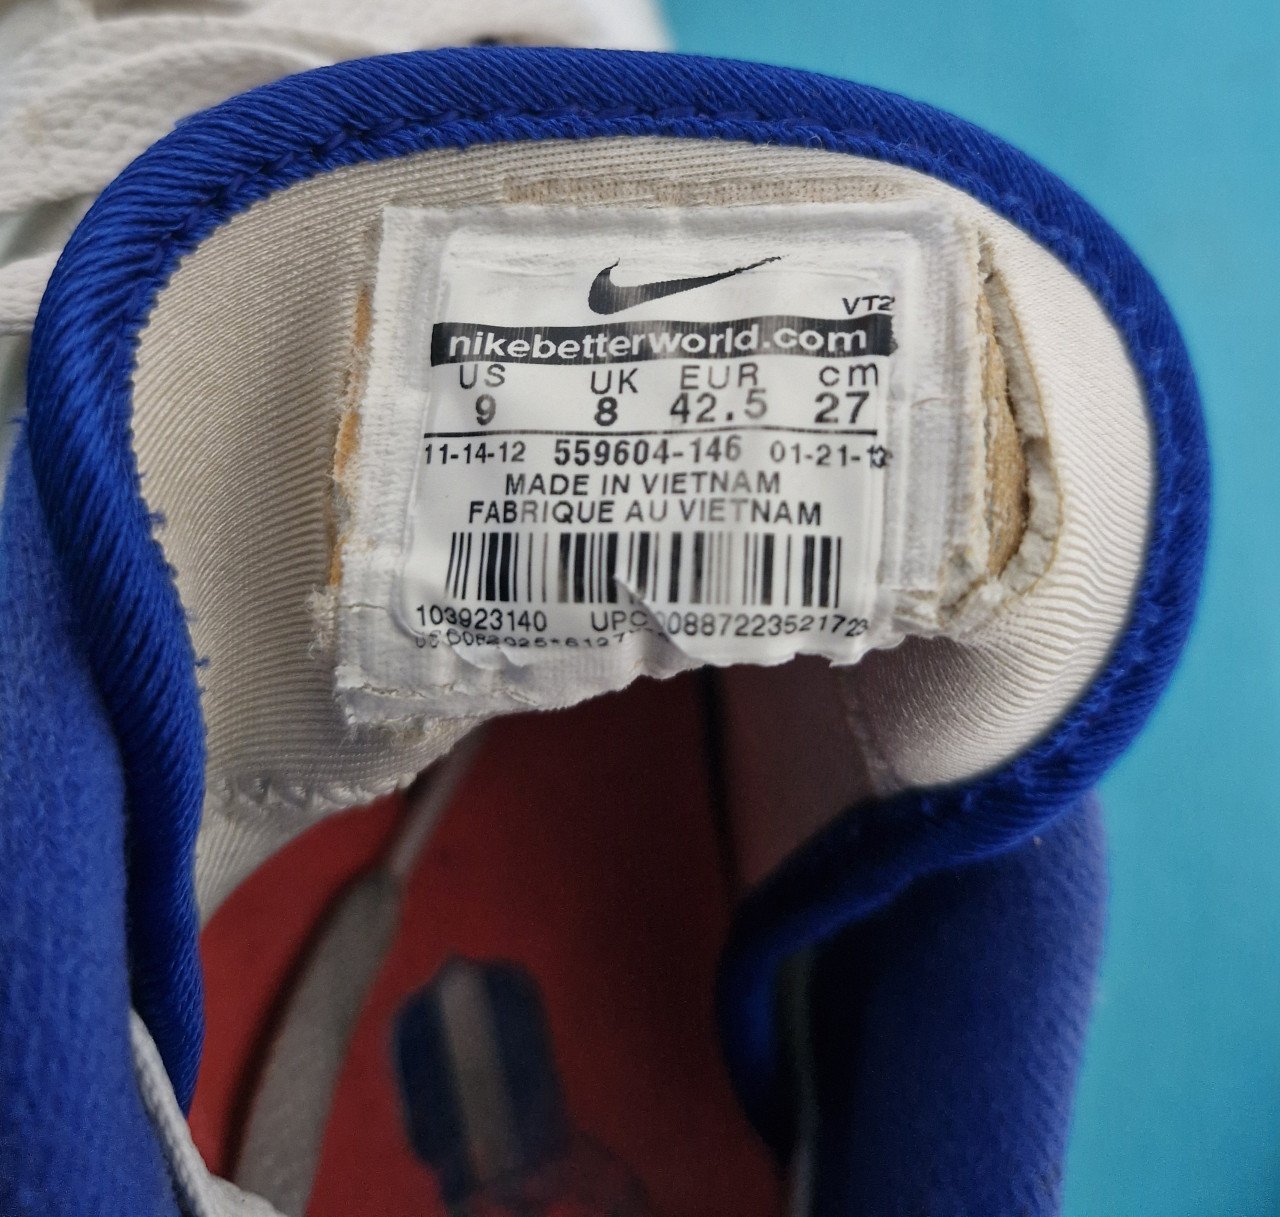 VT2
nikebetterworld.com
US UK EUR cm
9 8 42.5 27
11-14-12 559604-146 01-21-13
MADE IN VIETNAM
FABRIQUE AU VIETNAM
103923140 UPC 00887223521723